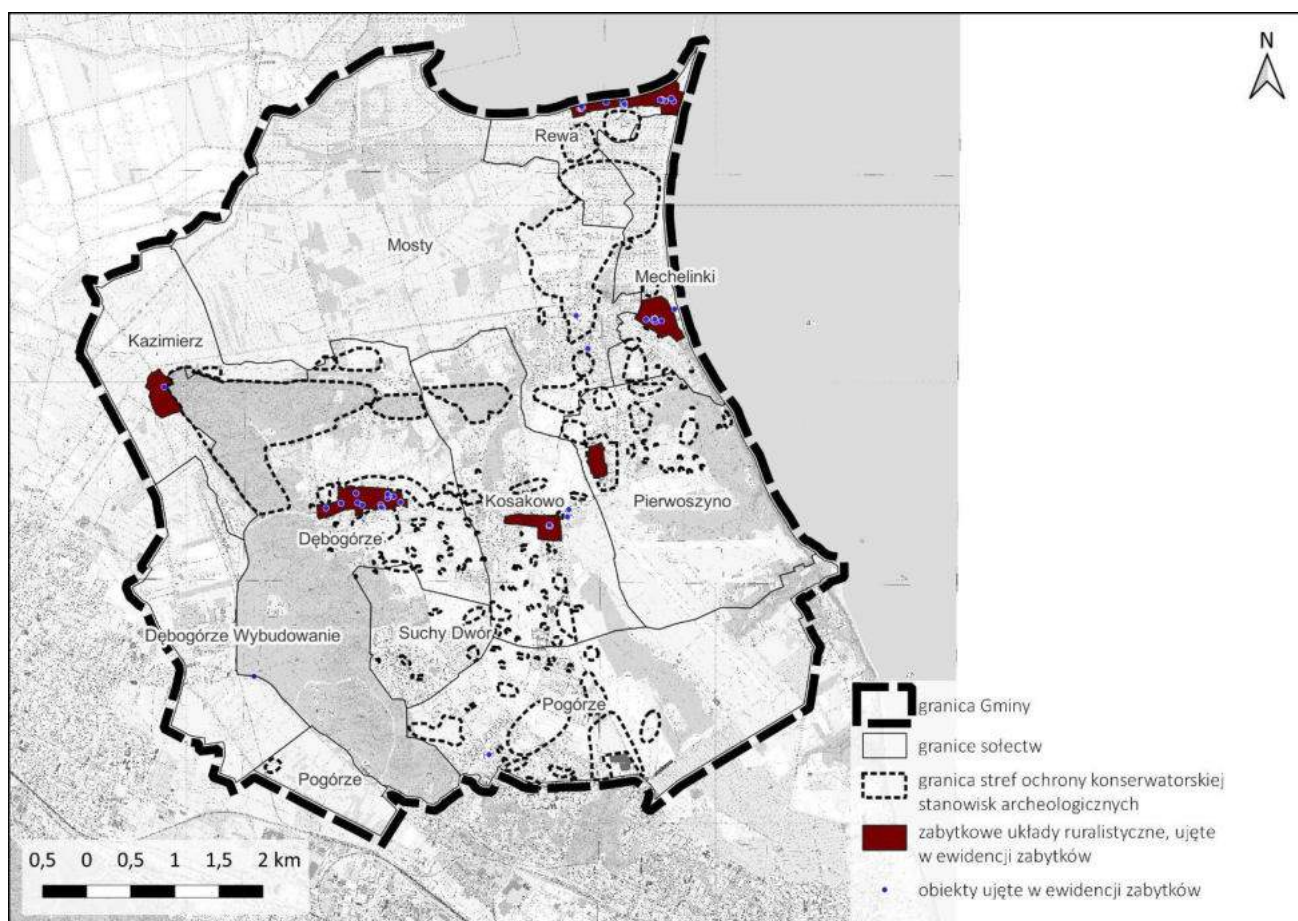 N
Rewa
Mosty
Mechelinki
Kazimierz
Kosakowo
Pierwoszyno
Dębogórze
Dębogórze Wybudowanie
Suchy Dwór
Pogórze
Pogórze
granica Gminy
granice sołectw
granica stref ochrony konserwatorskiej
stanowisk archeologicznych
zabytkowe układy ruralistyczne, ujęte
w ewidencji zabytków
obiekty ujęte w ewidencji zabytków
0,5 0 0,5 1 1,5 2 km